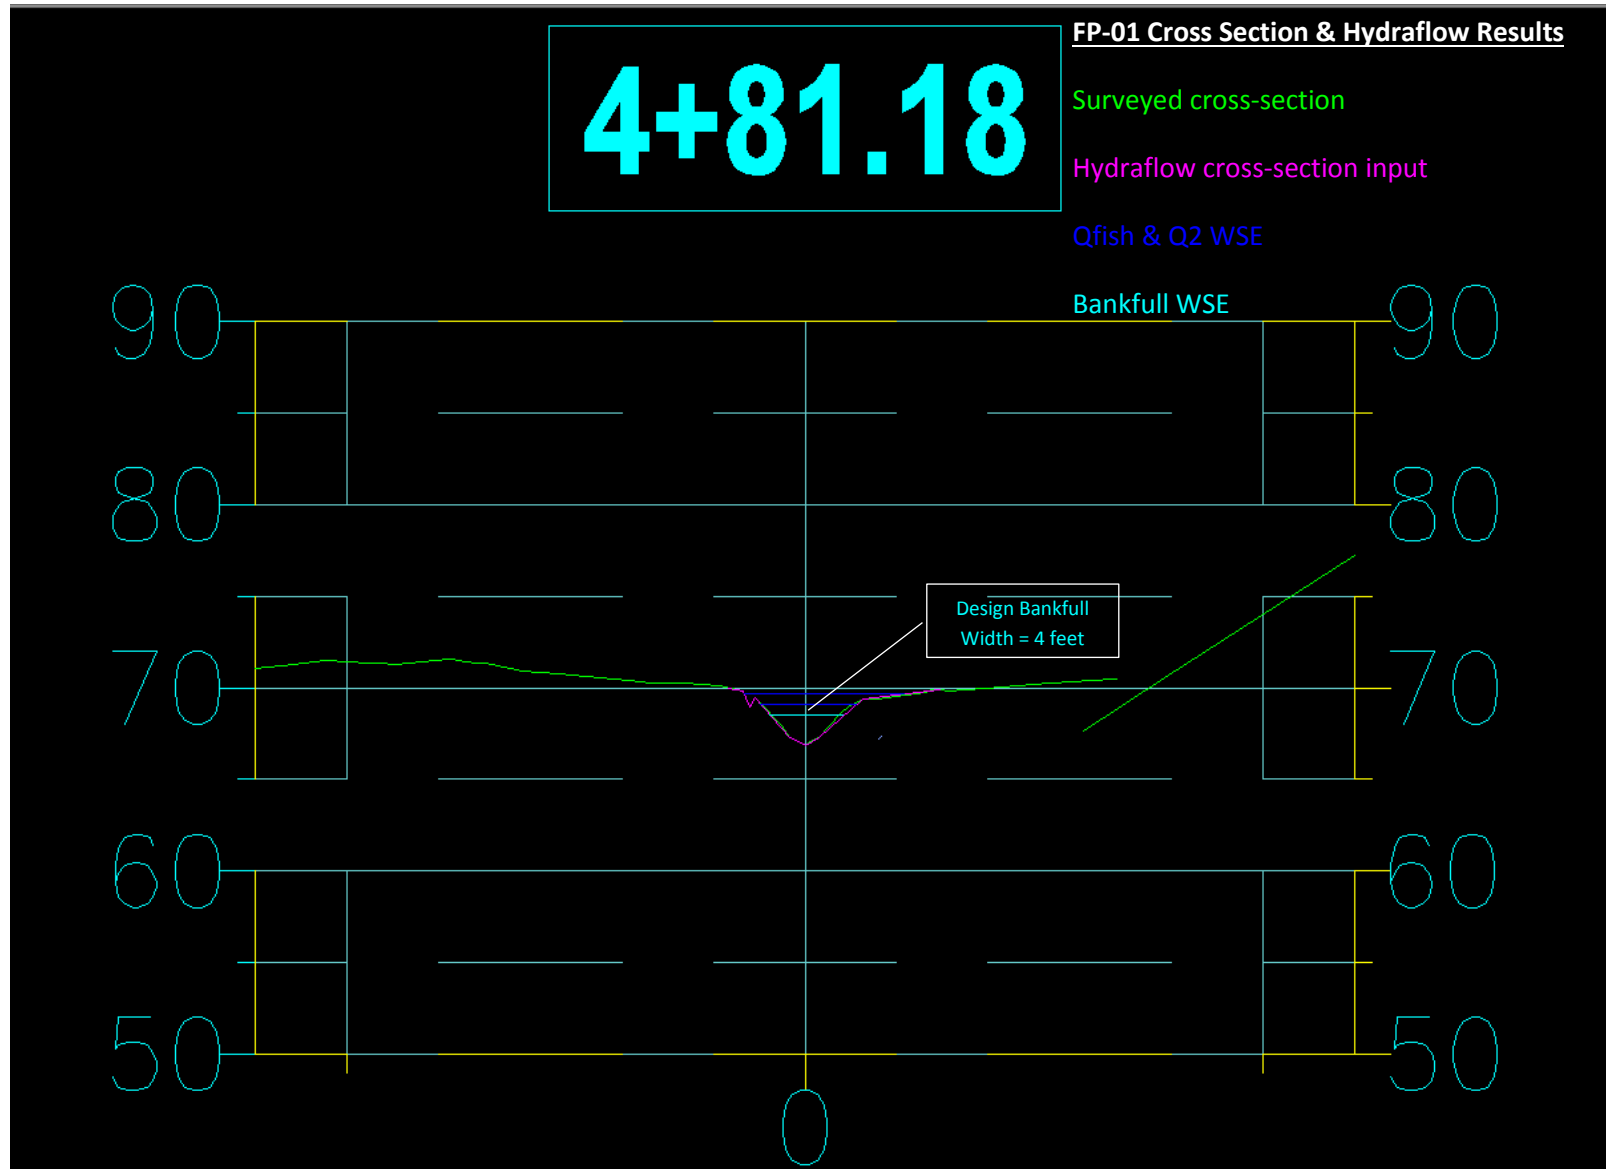 FP-01 Cross Section & Hydraflow Results
4+81.18
Surveyed cross-section
Hydraflow cross-section input
Qfish & Q2 WSE
Bankfull WSE
90 90
80 80
Design Bankfull
Width = 4 feet
70 70
60 60
50 50
0